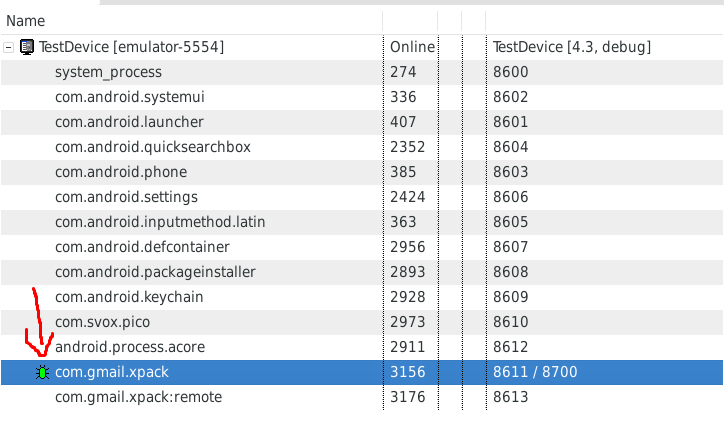 Name
TestDevice [emulator-5554] Online TestDevice [4.3, debug]
system_process 274 8600
com.android.systemui 336 8602
com.android.launcher 407 8601
com.android.quicksearchbox 2352 8604
com.android.phone 385 8603
com.android.settings 2424 8606
com.android.inputmethod.latin 363 8605
com.android.defcontainer 2956 8607
com.android.packageinstaller 2893 8608
com.android.keychain 2928 8609
com.svox.pico 2973 8610
android.process.acore 2911 8612
com.gmail.xpack 3156 8611 / 8700
com.gmail.xpack:remote 3176 8613